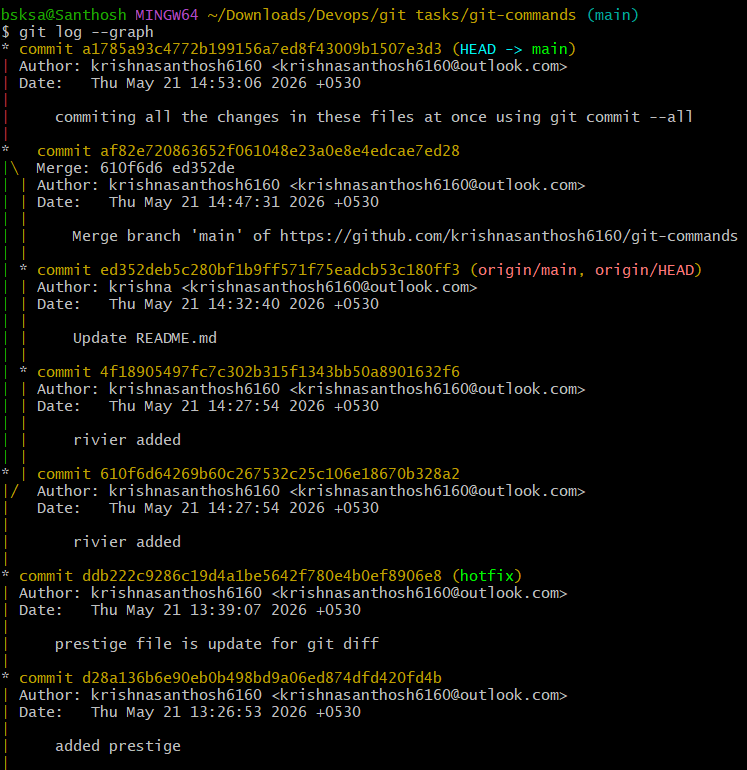 bsksa@Santhosh MINGW64 ~/Downloads/Devops/git tasks/git-commands (main)
$ git log --graph
* commit a1785a93c4772b199156a7ed8f43009b1507e3d3 (HEAD -> main)
| Author: krishnasanthosh6160 <krishnasanthosh6160@outlook.com>
| Date:   Thu May 21 14:53:06 2026 +0530
|
|     commiting all the changes in these files at once using git commit --all
|
*   commit af82e720863652f061048e23a0e8e4edcae7ed28
|\  Merge: 610f6d6 ed352de
| | Author: krishnasanthosh6160 <krishnasanthosh6160@outlook.com>
| | Date:   Thu May 21 14:47:31 2026 +0530
| |
| |     Merge branch 'main' of https://github.com/krishnasanthosh6160/git-commands
| |
| * commit ed352deb5c280bf1b9ff571f75eadcb53c180ff3 (origin/main, origin/HEAD)
| | Author: krishna <krishnasanthosh6160@outlook.com>
| | Date:   Thu May 21 14:32:40 2026 +0530
| |
| |     Update README.md
| |
| * commit 4f18905497fc7c302b315f1343bb50a8901632f6
| | Author: krishnasanthosh6160 <krishnasanthosh6160@outlook.com>
| | Date:   Thu May 21 14:27:54 2026 +0530
| |
| |     rivier added
| |
* | commit 610f6d64269b60c267532c25c106e18670b328a2
|/  Author: krishnasanthosh6160 <krishnasanthosh6160@outlook.com>
|   Date:   Thu May 21 14:27:54 2026 +0530
|
|       rivier added
|
* commit ddb222c9286c19d4a1be5642f780e4b0ef8906e8 (hotfix)
| Author: krishnasanthosh6160 <krishnasanthosh6160@outlook.com>
| Date:   Thu May 21 13:39:07 2026 +0530
|
|     prestige file is update for git diff
|
* commit d28a136b6e90eb0b498bd9a06ed874dfd420fd4b
| Author: krishnasanthosh6160 <krishnasanthosh6160@outlook.com>
| Date:   Thu May 21 13:26:53 2026 +0530
|
|     added prestige
|